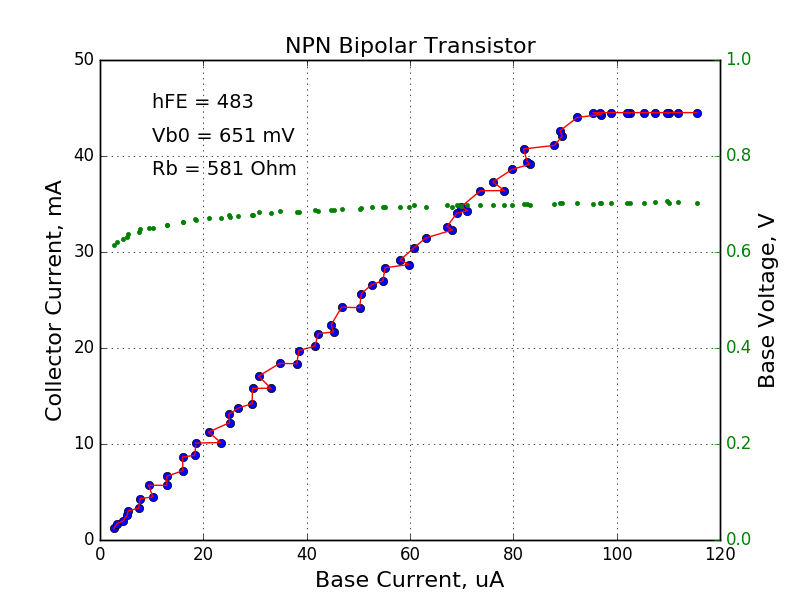 NPN Bipolar Transistor
hFE = 483
Vb0 = 651 mV
Rb = 581 Ohm
50
40
30
20
10
0
Collector Current, mA
1.0
0.8
0.6
0.4
0.2
0.0
Base Voltage, V
0 20 40 60 80 100 120
Base Current, uA